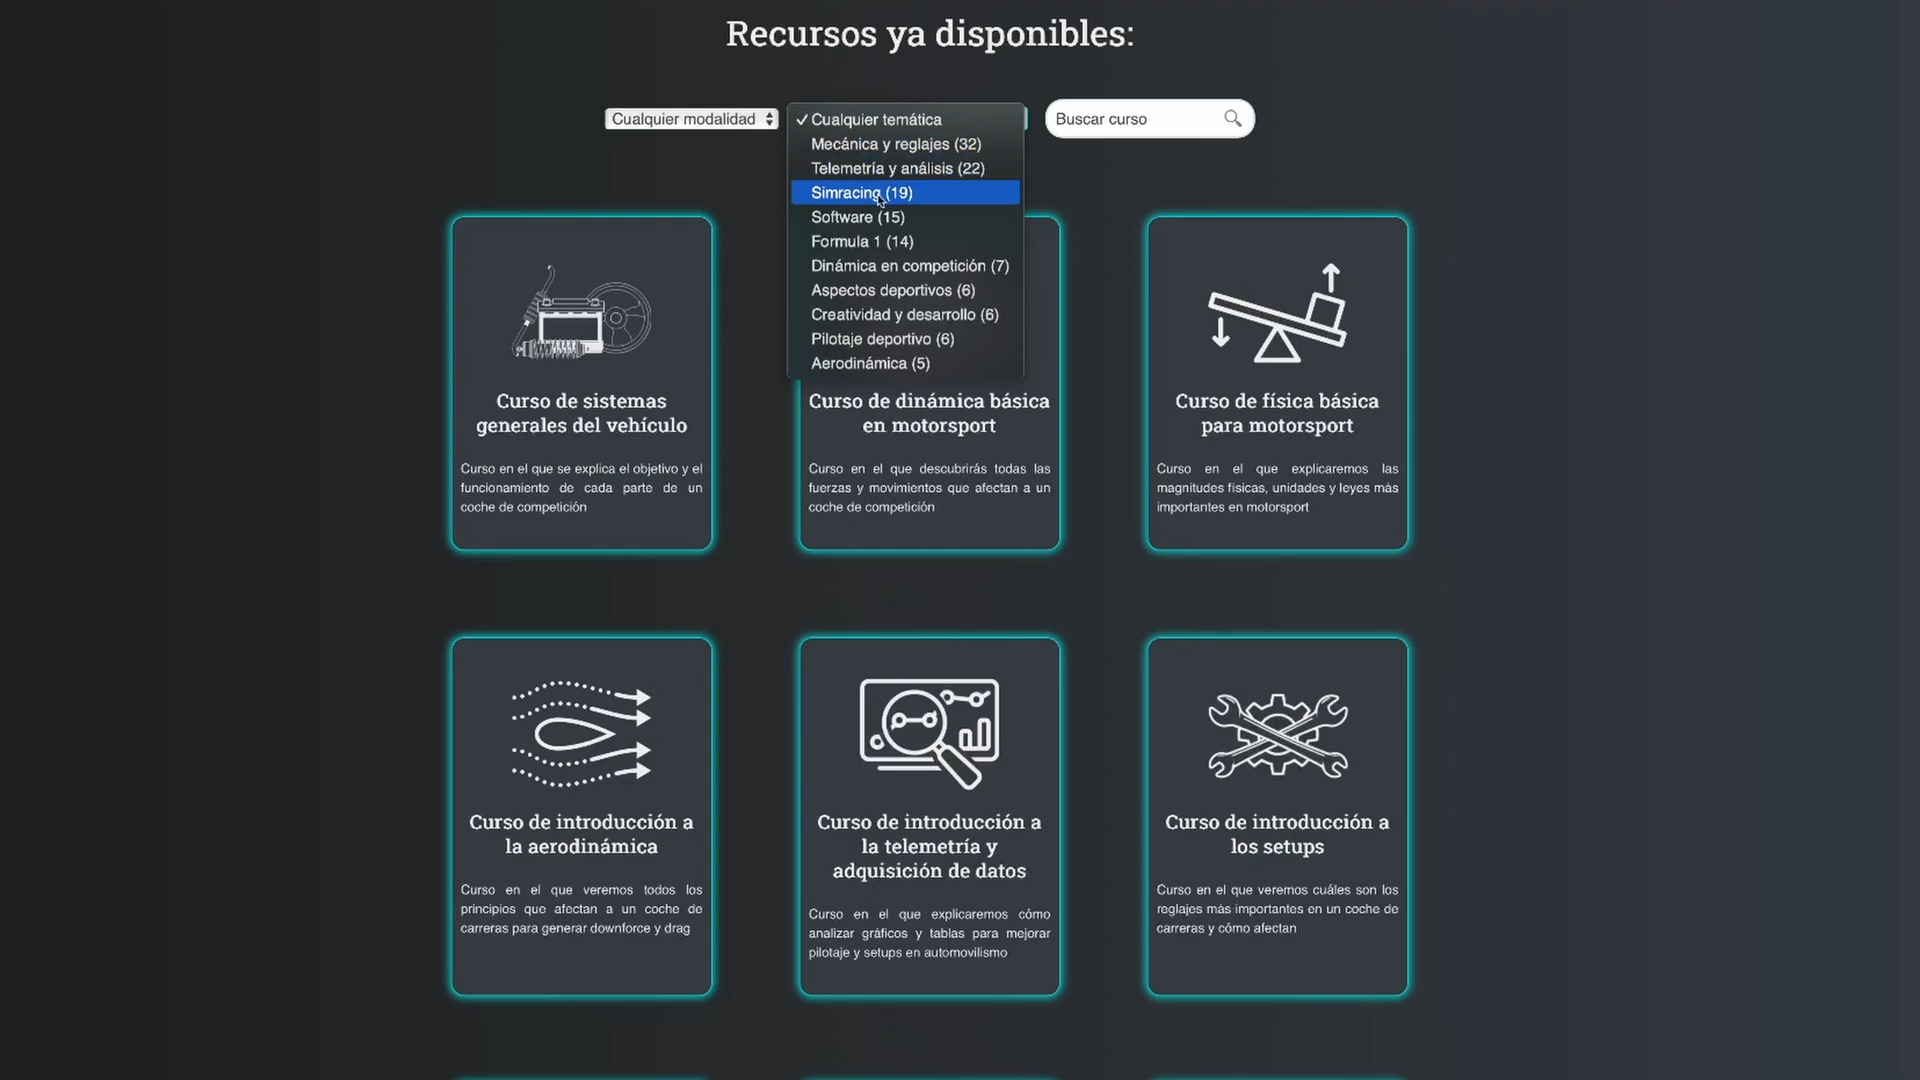 Recursos ya disponibles:
Cualquier modalidad
✓ Cualquier temática
Mecánica y reglajes (32)
Telemetría y análisis (22)
Simracing (19)
Software (15)
Formula 1 (14)
Dinámica en competición (7)
Aspectos deportivos (6)
Creatividad y desarrollo (6)
Pilotaje deportivo (6)
Aerodinámica (5)
Buscar curso
Curso de sistemas
generales del vehículo
Curso en el que se explica el objetivo y el
funcionamiento de cada parte de un
coche de competición
Curso de dinámica básica
en motorsport
Curso en el que descubrirás todas las
fuerzas y movimientos que afectan a un
coche de competición
Curso de física básica
para motorsport
Curso en el que explicaremos las
magnitudes físicas, unidades y leyes más
importantes en motorsport
Curso de introducción a
la aerodinámica
Curso en el que veremos todos los
principios que afectan a un coche de
carreras para generar downforce y drag
Curso de introducción a
la telemetría y
adquisición de datos
Curso en el que explicaremos cómo
analizar gráficos y tablas para mejorar
pilotaje y setups en automovilismo
Curso de introducción a
los setups
Curso en el que veremos cuáles son los
reglajes más importantes en un coche de
carreras y cómo afectan